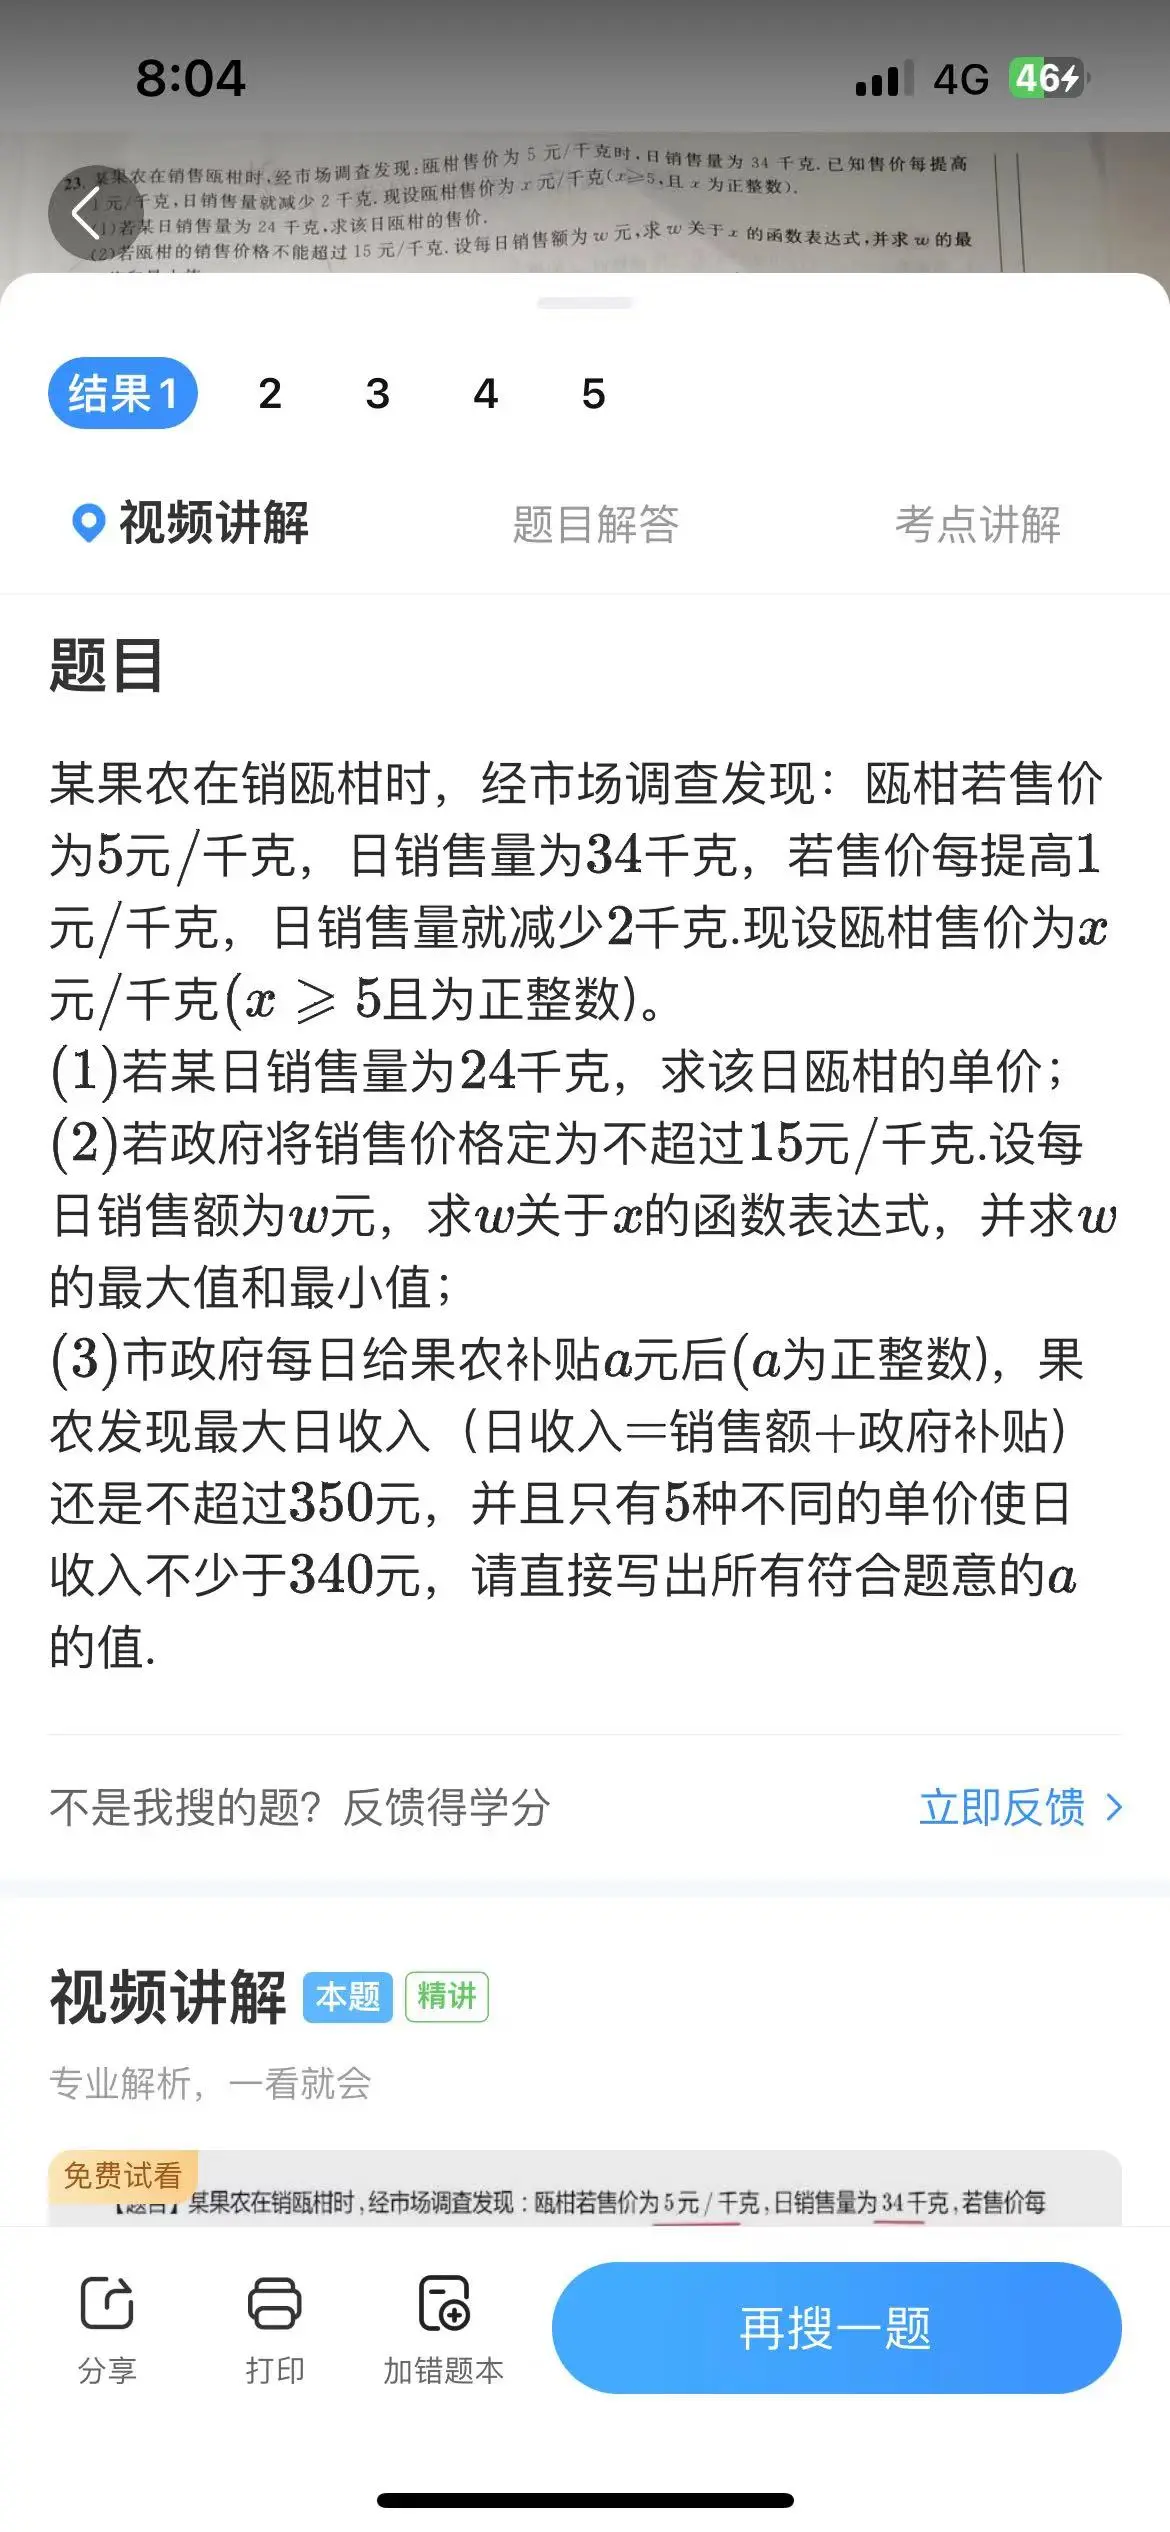 8:04
4G
46
23. 某果农在销售瓯柑时,经市场调查发现:瓯柑售价为 5 元/千克时,日销售量为 34 千克.已知售价每提高
1元/千克,日销售量就减少 2 千克.现设瓯柑售价为 x 元/千克(x≥5,且 x 为正整数).
(1)若某日销售量为 24 千克,求该日瓯柑的售价.
(2)若瓯柑的销售价格不能超过 15 元/千克.设每日销售额为 w 元,求 w 关于 x 的函数表达式,并求 w 的最
结果1
2
3
4
5
视频讲解
题目解答
考点讲解
题目
某果农在销瓯柑时，经市场调查发现：瓯柑若售价
为5元/千克，日销售量为34千克，若售价每提高1
元/千克，日销售量就减少2千克.现设瓯柑售价为x
元/千克(x ⩾ 5且为正整数)。
(1)若某日销售量为24千克，求该日瓯柑的单价；
(2)若政府将销售价格定为不超过15元/千克.设每
日销售额为w元，求w关于x的函数表达式，并求w
的最大值和最小值；
(3)市政府每日给果农补贴a元后(a为正整数)，果
农发现最大日收入（日收入=销售额+政府补贴）
还是不超过350元，并且只有5种不同的单价使日
收入不少于340元，请直接写出所有符合题意的a
的值.
不是我搜的题？反馈得学分
立即反馈
视频讲解
本题
精讲
专业解析，一看就会
免费试看
【题目】某果农在销瓯柑时,经市场调查发现:瓯柑若售价为5元/千克,日销售量为34千克,若售价每
分享
打印
加错题本
再搜一题